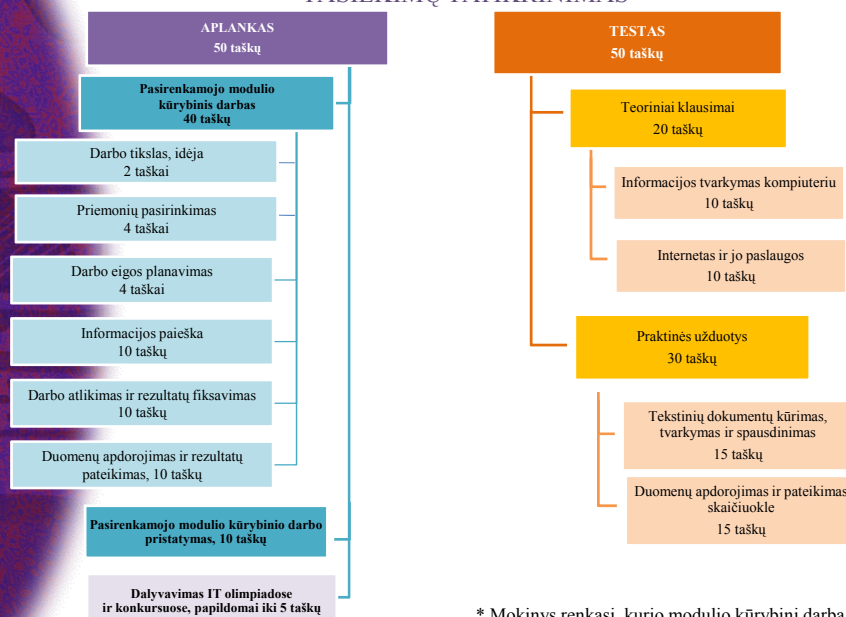 APLANKAS
50 taškų
Pasirenkamojo modulio
kūrybinis darbas
40 taškų
Darbo tikslas, idėja
2 taškai
Priemonių pasirinkimas
4 taškai
Darbo eigos planavimas
4 taškai
Informacijos paieška
10 taškų
Darbo atlikimas ir rezultatų fiksavimas
10 taškų
Duomenų apdorojimas ir rezultatų
pateikimas, 10 taškų
Pasirenkamojo modulio kūrybinio darbo
pristatymas, 10 taškų
Dalyvavimas IT olimpiadose
ir konkursuose, papildomai iki 5 taškų
TESTAS
50 taškų
Teoriniai klausimai
20 taškų
Informacijos tvarkymas kompiuteriu
10 taškų
Internetas ir jo paslaugos
10 taškų
Praktinės užduotys
30 taškų
Tekstinių dokumentų kūrimas,
tvarkymas ir spausdinimas
15 taškų
Duomenų apdorojimas ir pateikimas
skaičiuokle
15 taškų
* Mokinys renkasi, kurio modulio kūrybinį darbą